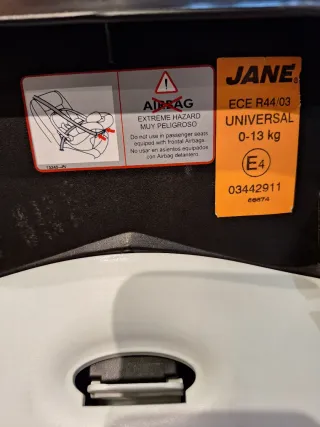 AIRBAG
EXTREME HAZARD
MUY PELIGROSO
Do not use in passenger seats
equiped with frontal Airbags
No usar en asientos equipados
con Airbag delantero
JANE
ECE R44/03
UNIVERSAL
0-13 kg
E4
03442911